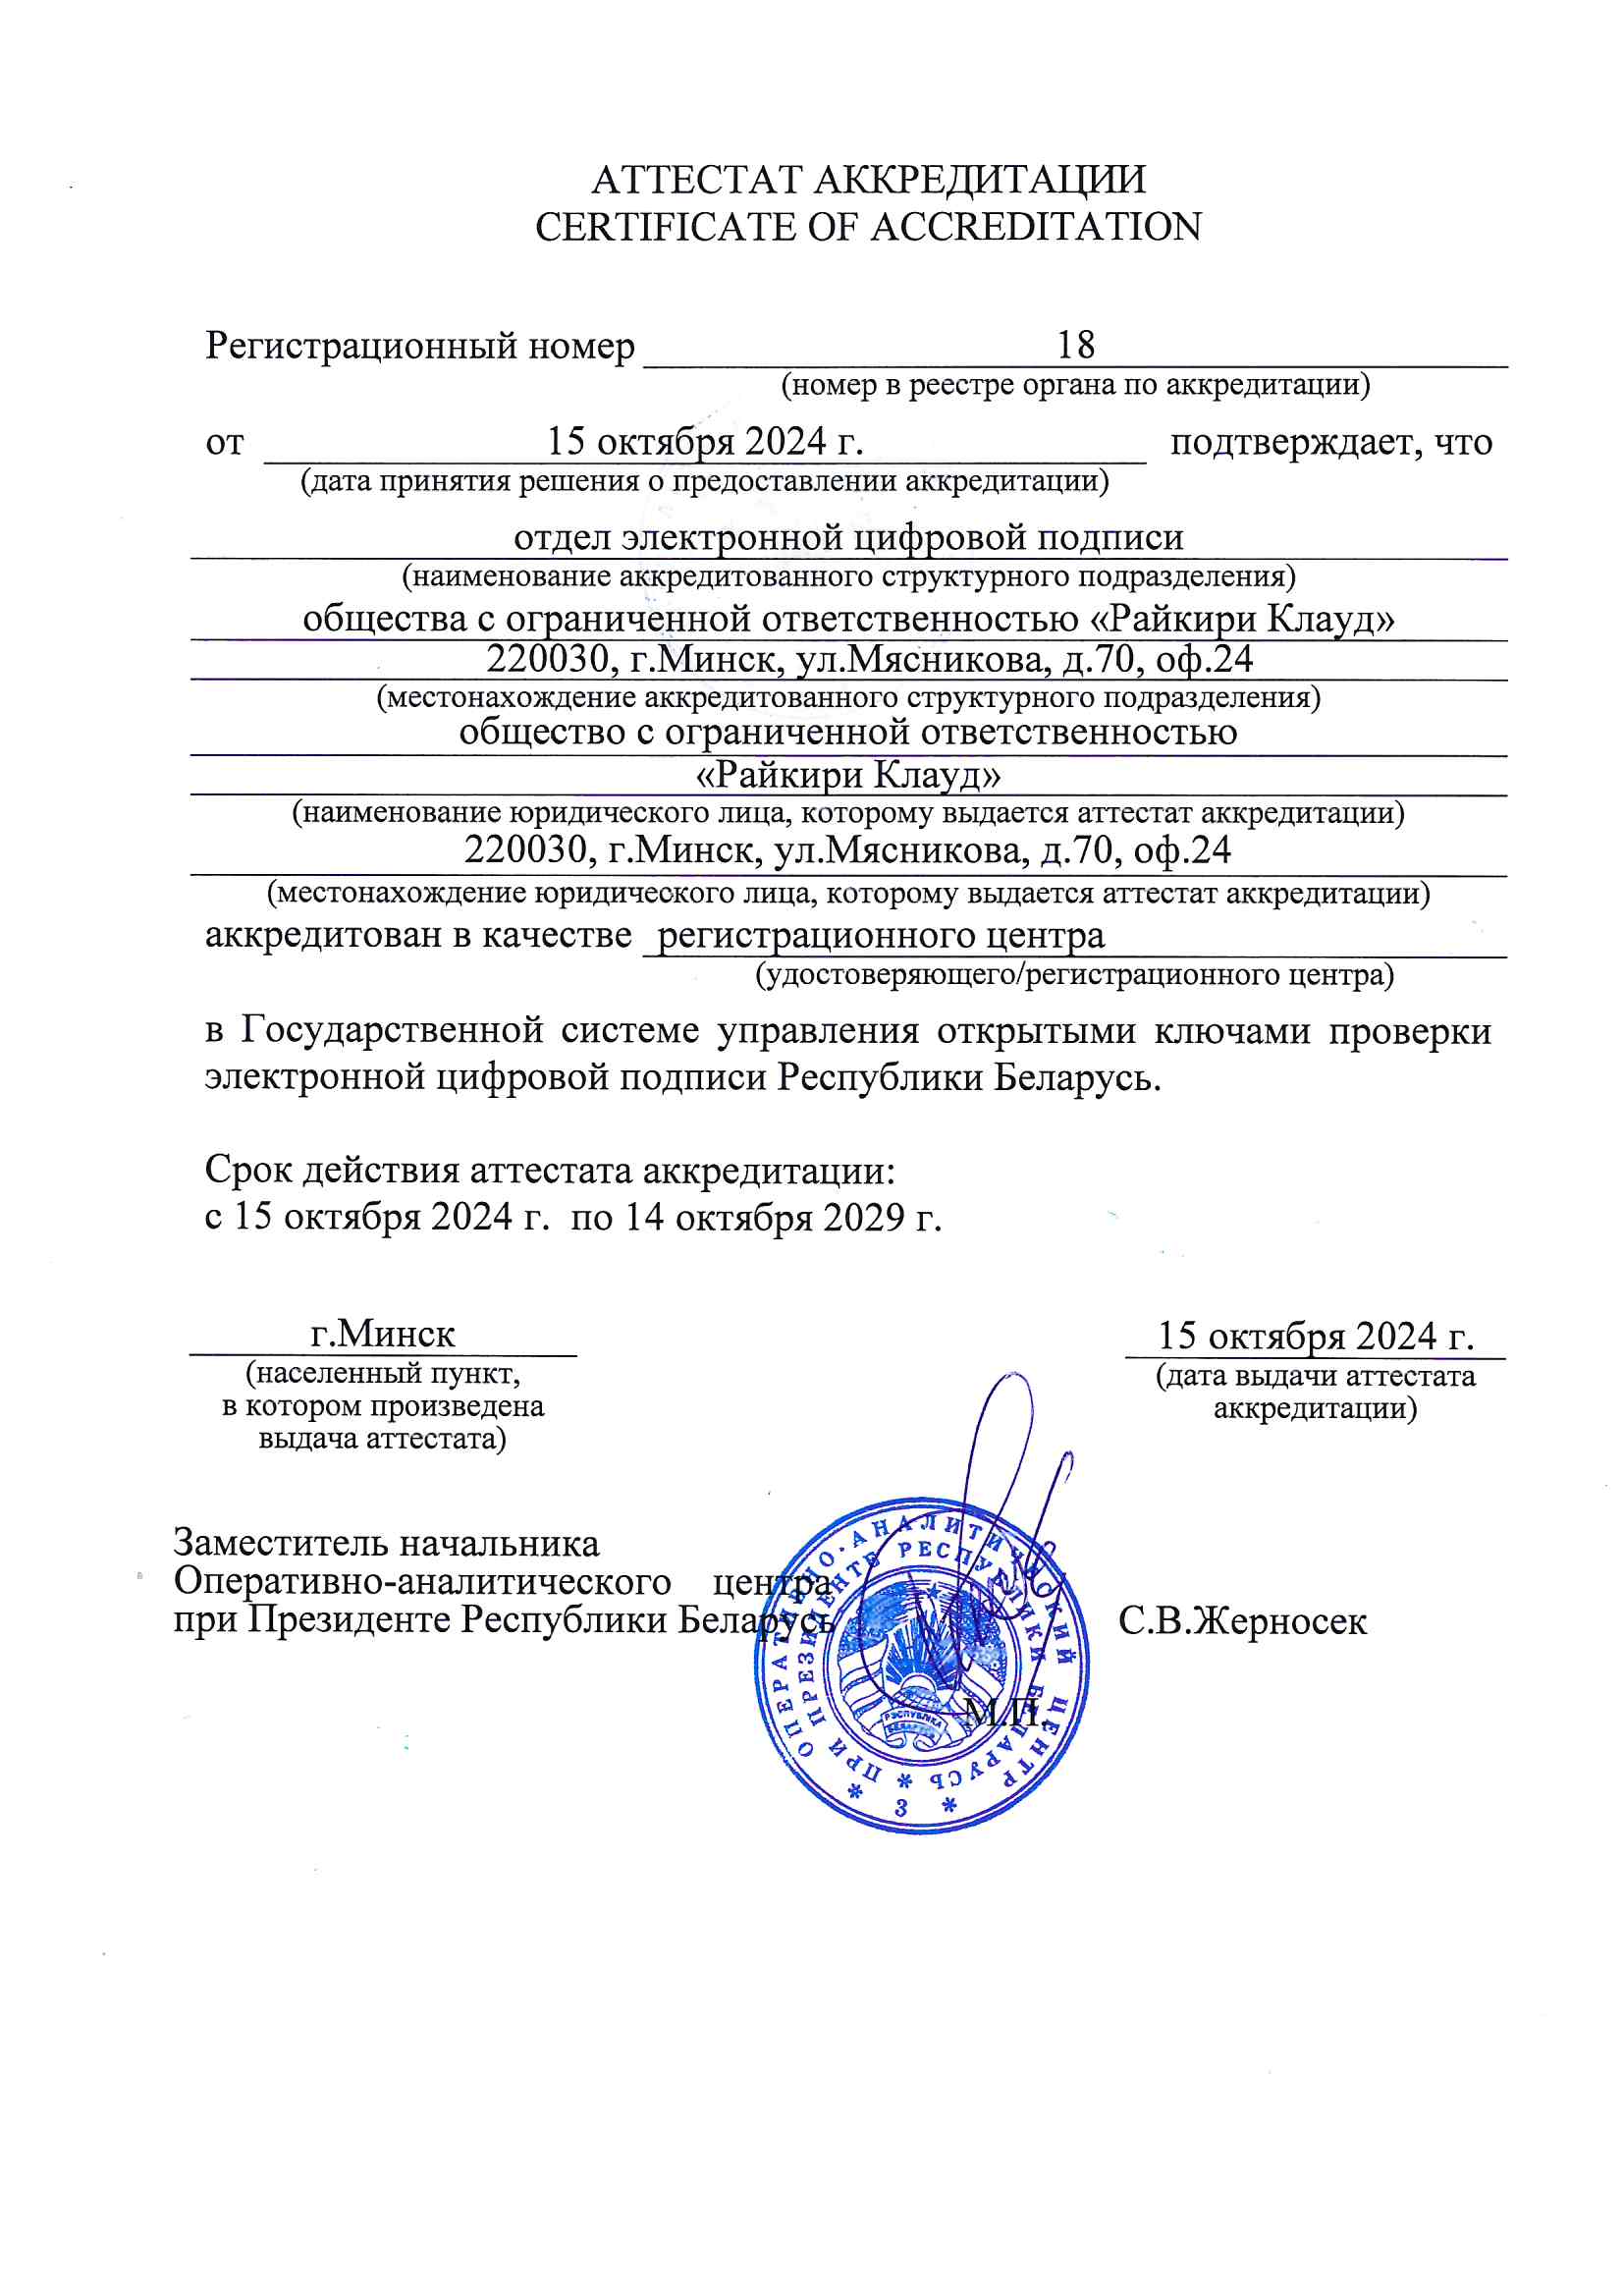 АТТЕСТАТ АККРЕДИТАЦИИ
CERTIFICATE OF ACCREDITATION
Регистрационный номер 18
(номер в реестре органа по аккредитации)
от 15 октября 2024 г. подтверждает, что
(дата принятия решения о предоставлении аккредитации)
отдел электронной цифровой подписи
(наименование аккредитованного структурного подразделения)
общества с ограниченной ответственностью «Райкири Клауд»
220030, г.Минск, ул.Мясникова, д.70, оф.24
(местонахождение аккредитованного структурного подразделения)
общество с ограниченной ответственностью
«Райкири Клауд»
(наименование юридического лица, которому выдается аттестат аккредитации)
220030, г.Минск, ул.Мясникова, д.70, оф.24
(местонахождение юридического лица, которому выдается аттестат аккредитации)
аккредитован в качестве регистрационного центра
(удостоверяющего/регистрационного центра)
в Государственной системе управления открытыми ключами проверки
электронной цифровой подписи Республики Беларусь.
Срок действия аттестата аккредитации:
с 15 октября 2024 г. по 14 октября 2029 г.
г.Минск 15 октября 2024 г.
(населенный пункт, (дата выдачи аттестата
в котором произведена аккредитации)
выдача аттестата)
Заместитель начальника
Оперативно-аналитического центра
при Президенте Республики Беларусь С.В.Жерносек
М.П.
ОПЕРАТИВНО-АНАЛИТИЧЕСКИЙ ЦЕНТР
ПРИ ПРЕЗИДЕНТЕ РЕСПУБЛИКИ БЕЛАРУСЬ *
РЭСПУБЛІКА
БЕЛАРУСЬ
* 3 *